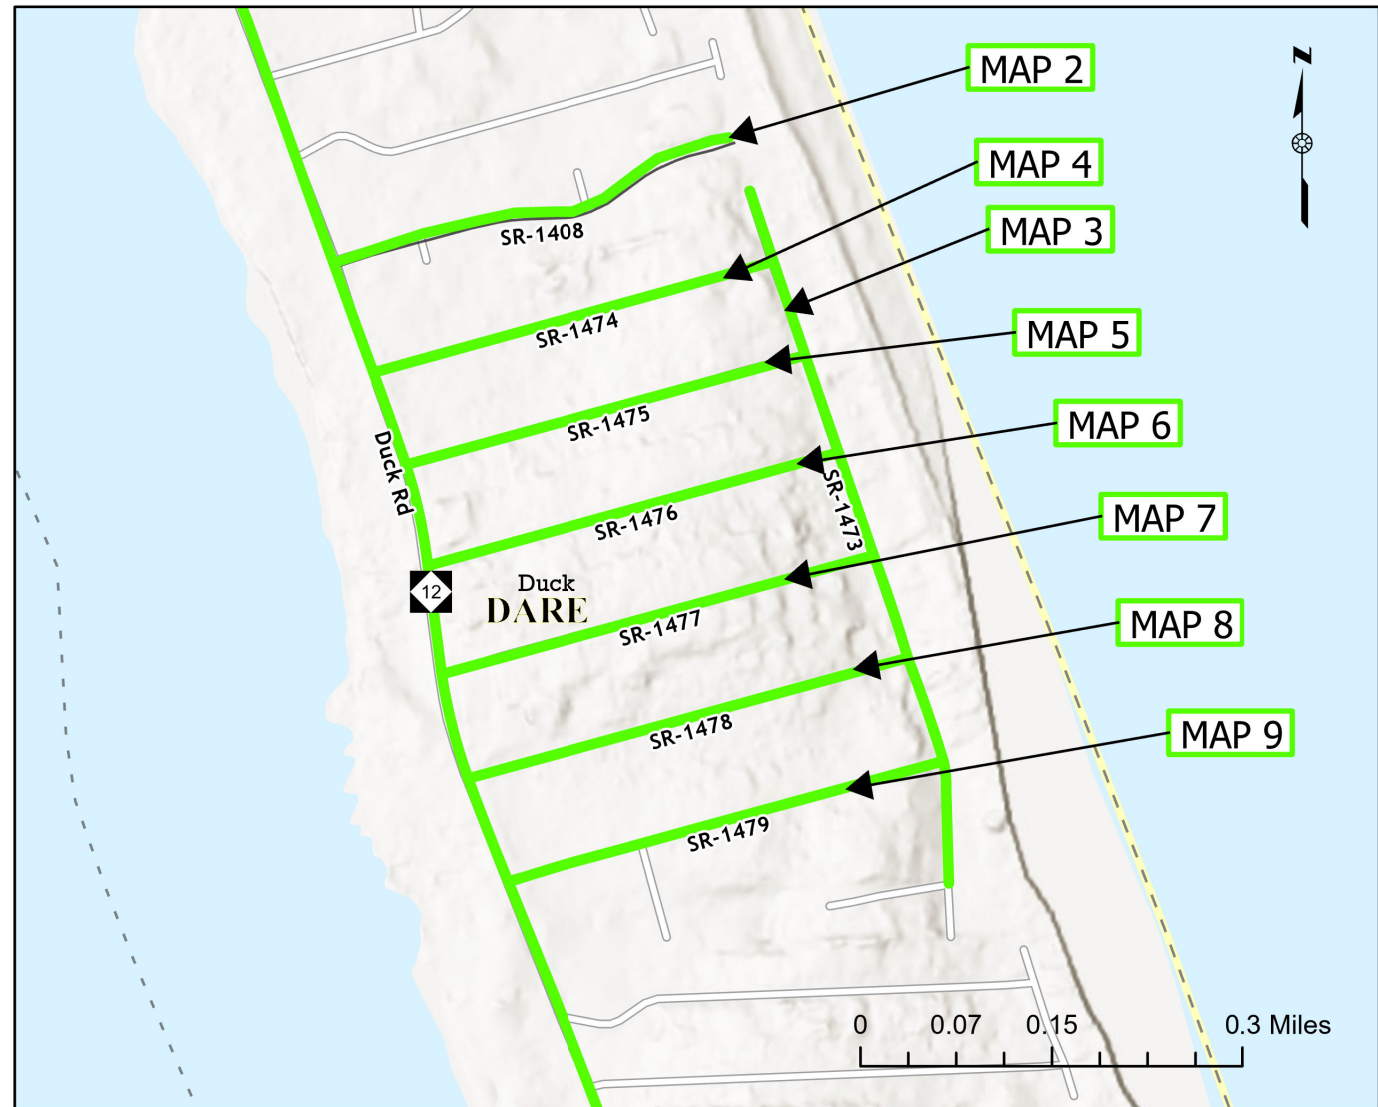 MAP 2
N
MAP 4
MAP 3
SR-1408
SR-1474
MAP 5
SR-1475
MAP 6
Duck Rd
SR-1476
SR-1473
MAP 7
12
Duck
DARE
SR-1477
MAP 8
SR-1478
MAP 9
SR-1479
0 0.07 0.15 0.3 Miles